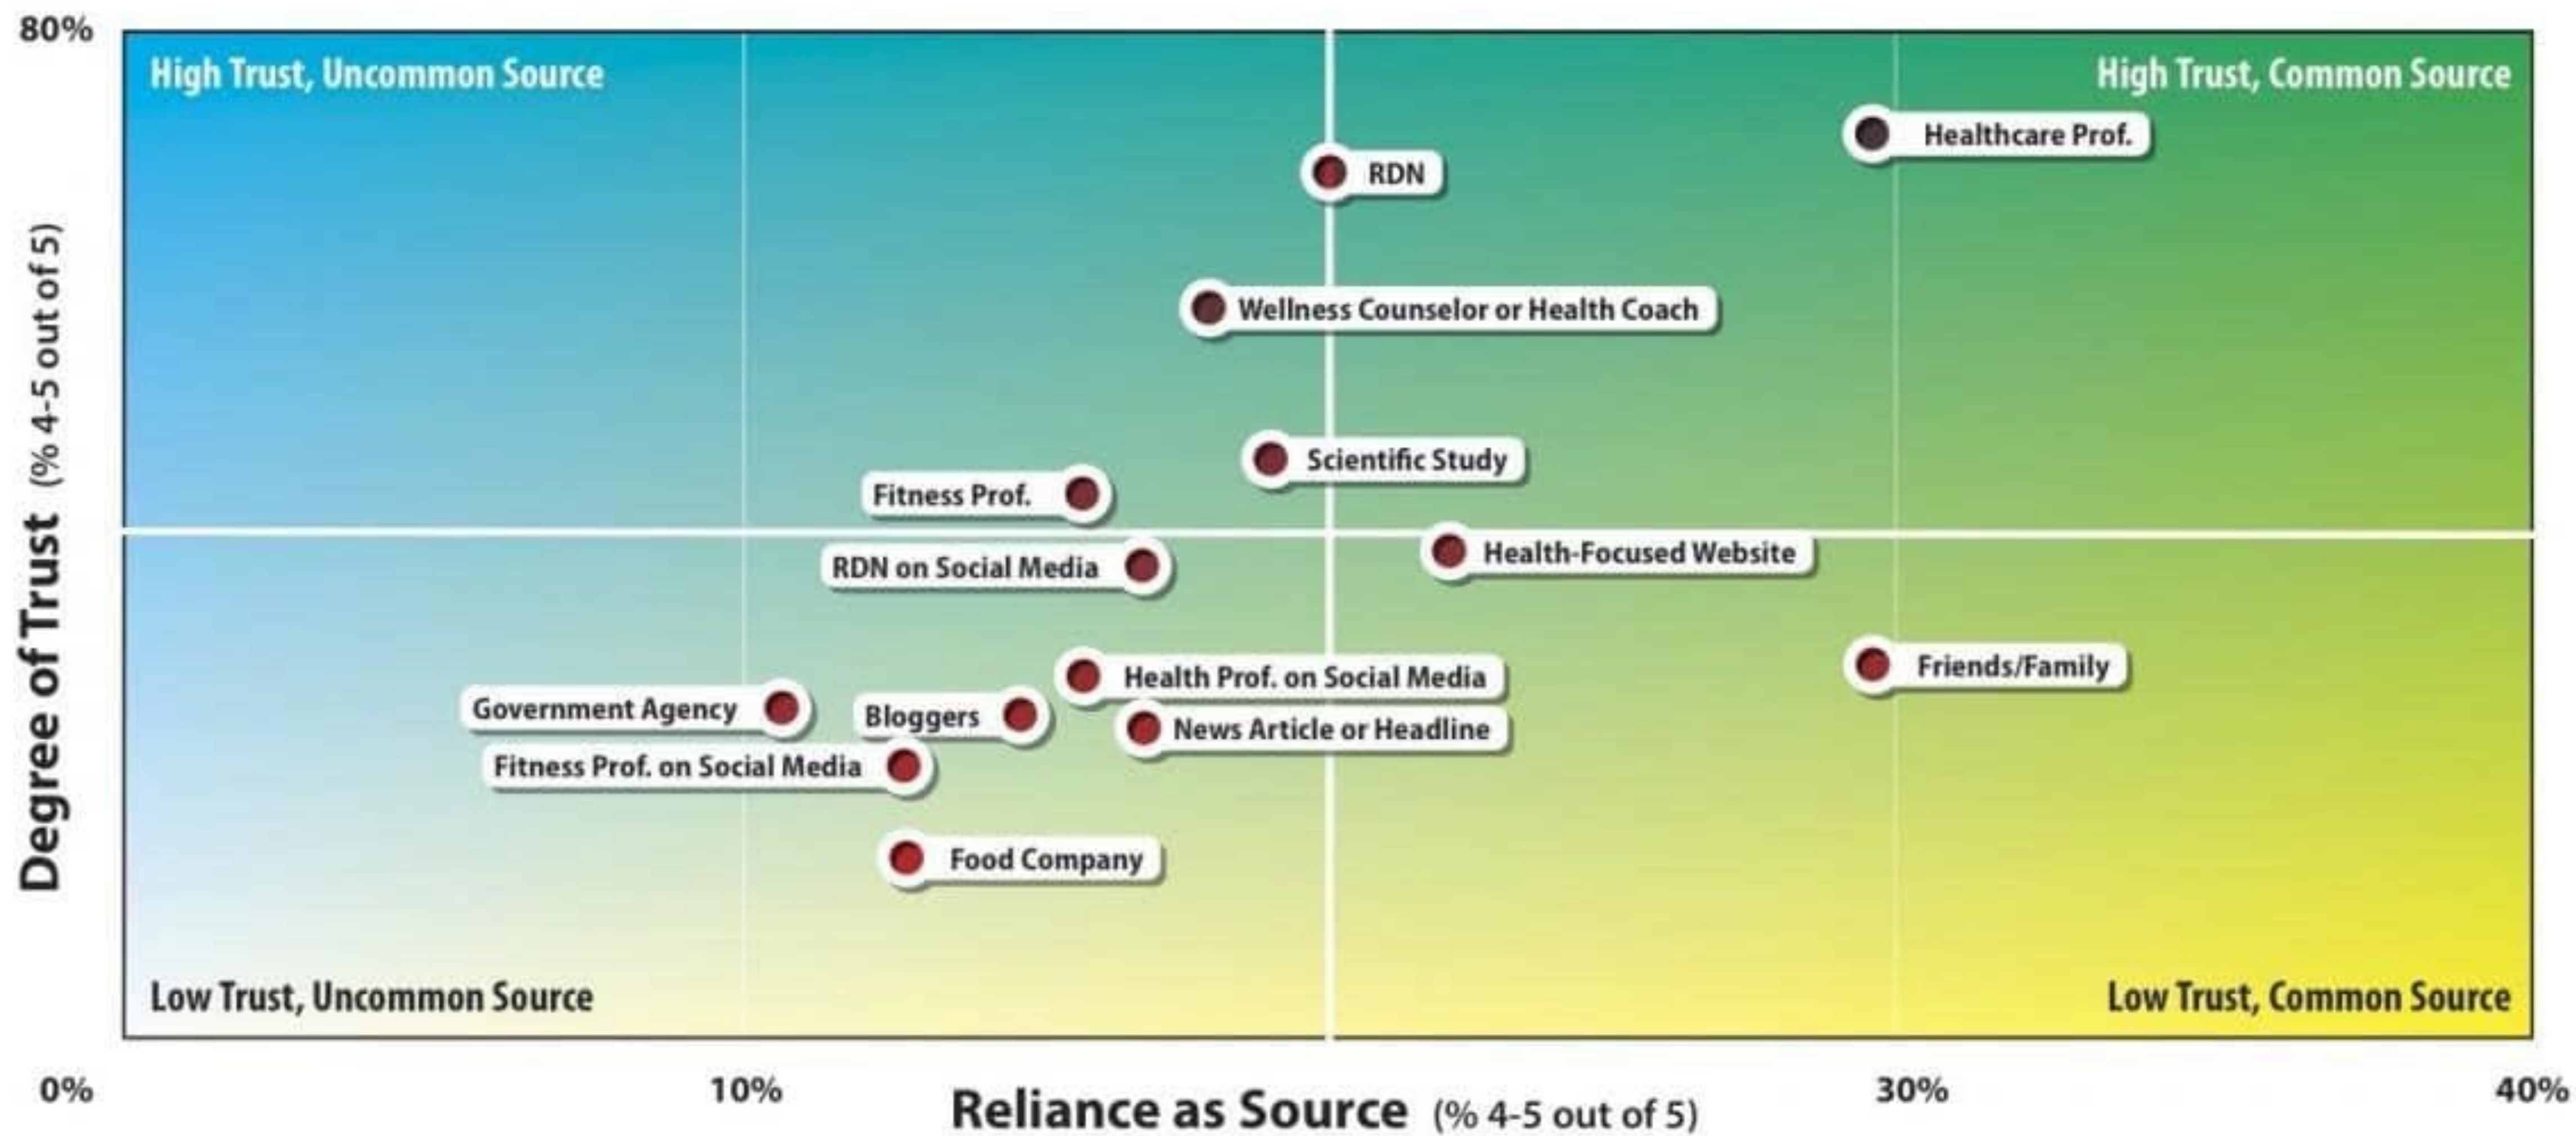 80%
High Trust, Uncommon Source
High Trust, Common Source
Healthcare Prof.
RDN
Wellness Counselor or Health Coach
Scientific Study
Fitness Prof.
Health-Focused Website
RDN on Social Media
Friends/Family
Health Prof. on Social Media
Government Agency
Bloggers
News Article or Headline
Fitness Prof. on Social Media
Food Company
Low Trust, Uncommon Source
Low Trust, Common Source
Degree of Trust (% 4-5 out of 5)
0%
10%
30%
40%
Reliance as Source (% 4-5 out of 5)